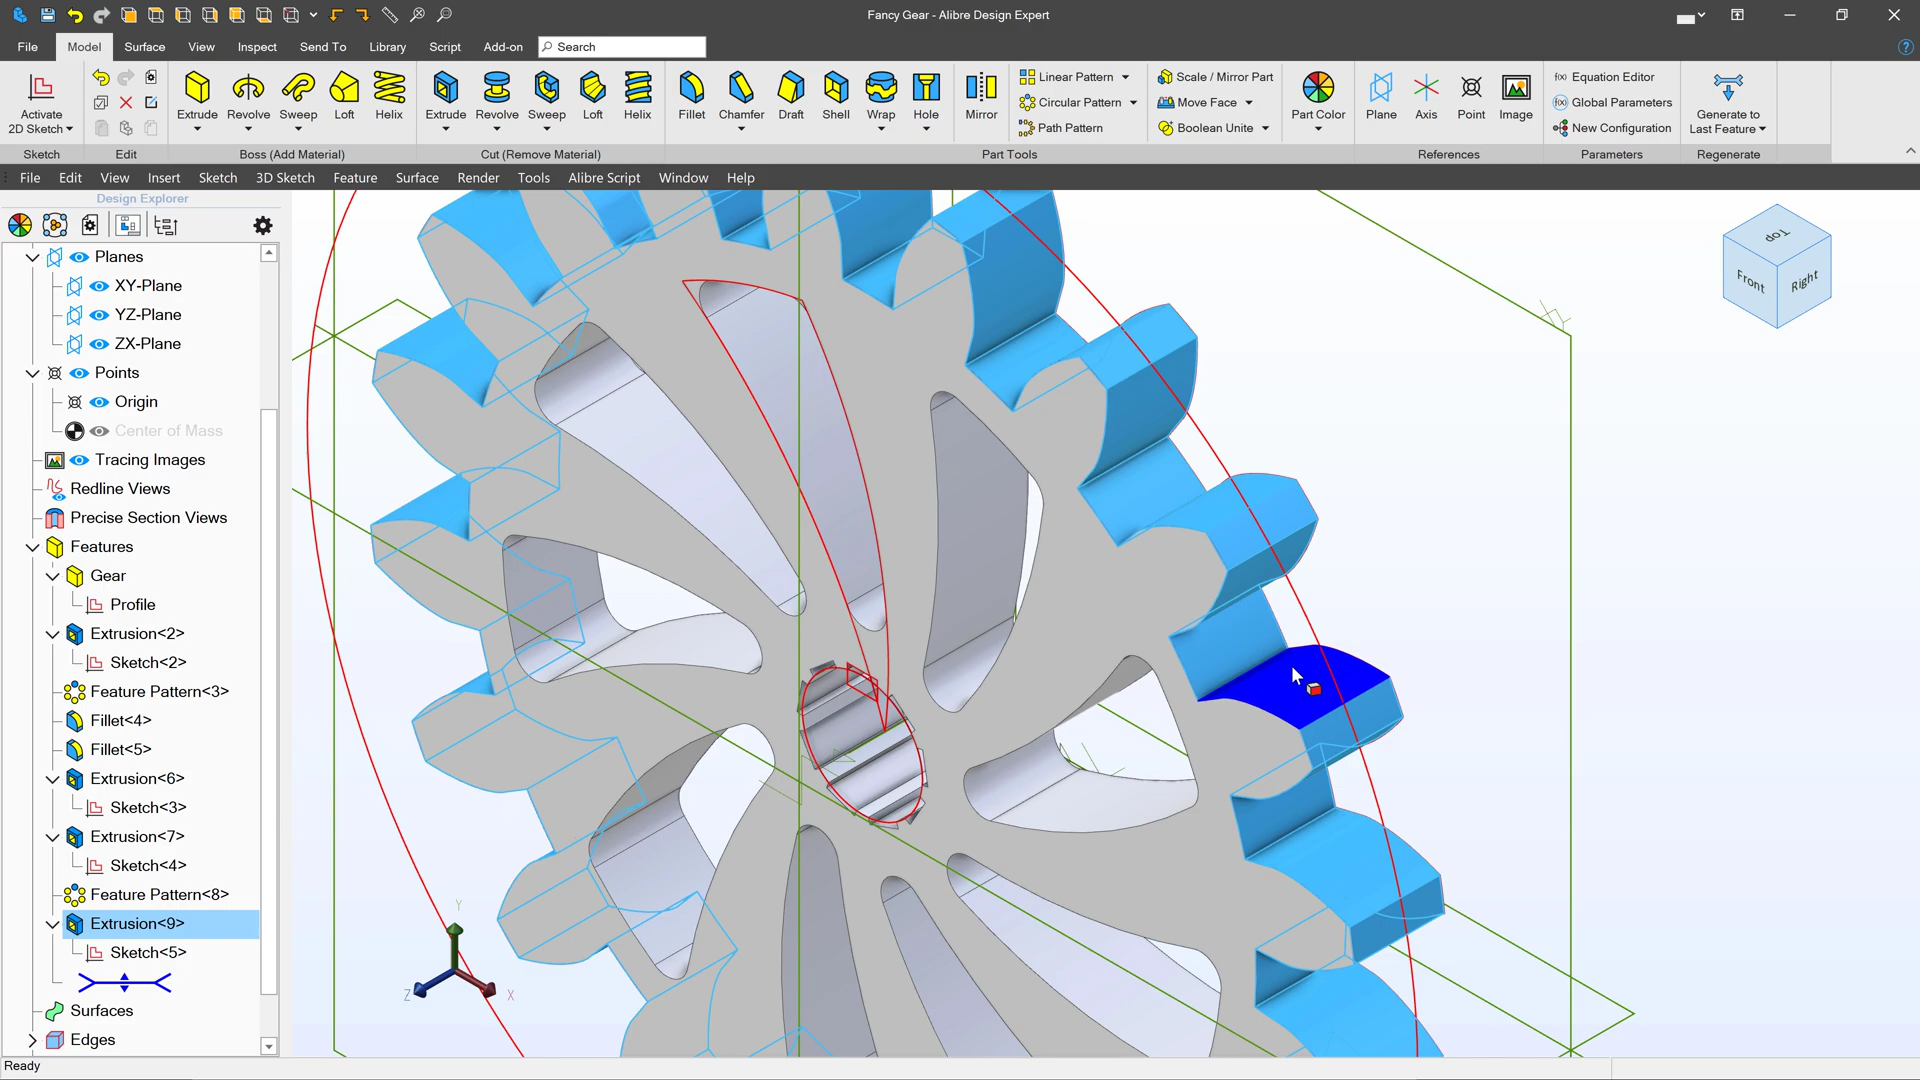 Fancy Gear - Alibre Design Expert
File Model Surface View Inspect Send To Library Script Add-on Search
Activate 2D Sketch
Extrude Revolve Sweep Loft Helix
Extrude Revolve Sweep Loft Helix
Fillet Chamfer Draft Shell Wrap Hole
Mirror
Linear Pattern
Circular Pattern
Path Pattern
Scale / Mirror Part
Move Face
Boolean Unite
Part Color
Plane Axis Point Image
f(x) Equation Editor
f(x) Global Parameters
New Configuration
Generate to Last Feature
Sketch Edit Boss (Add Material) Cut (Remove Material) Part Tools References Parameters Regenerate
File Edit View Insert Sketch 3D Sketch Feature Surface Render Tools Alibre Script Window Help
Design Explorer
Planes
XY-Plane
YZ-Plane
ZX-Plane
Points
Origin
Center of Mass
Tracing Images
Redline Views
Precise Section Views
Features
Gear
Profile
Extrusion<2>
Sketch<2>
Feature Pattern<3>
Fillet<4>
Fillet<5>
Extrusion<6>
Sketch<3>
Extrusion<7>
Sketch<4>
Feature Pattern<8>
Extrusion<9>
Sketch<5>
Surfaces
Edges
Top
Front Right
Y
Z X
Ready